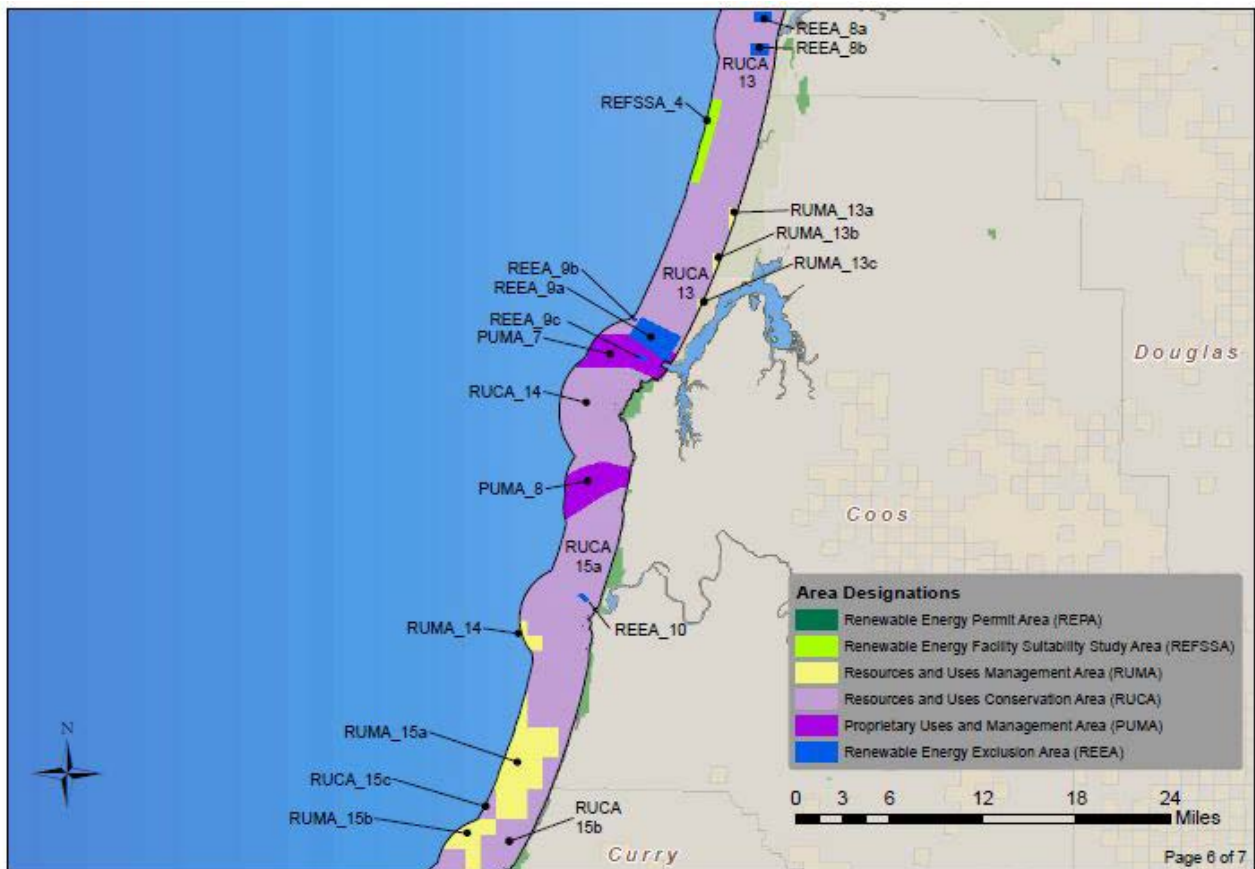 REEA_8a
REEA_8b
RUCA
13
REFSSA_4
RUMA_13a
RUMA_13b
RUCA
13
RUMA_13c
REEA_9b
REEA_9a
REEA_9c
PUMA_7
Douglas
RUCA_14
PUMA_8
Coos
RUCA
15a
RUMA_14
REEA_10
Area Designations
Renewable Energy Permit Area (REPA)
Renewable Energy Facility Suitability Study Area (REFSSA)
Resources and Uses Management Area (RUMA)
Resources and Uses Conservation Area (RUCA)
Proprietary Uses and Management Area (PUMA)
Renewable Energy Exclusion Area (REEA)
N
RUMA_15a
RUCA_15c
RUMA_15b
RUCA
15b
0 3 6 12 18 24
Miles
Curry
Page 6 of 7